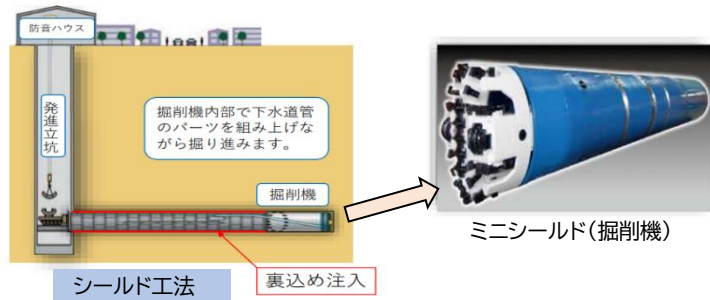 防音ハウス
発進立坑
掘削機内部で下水道管
のパーツを組み上げな
がら掘り進みます。
掘削機
ミニシールド(掘削機)
シールド工法
裏込め注入